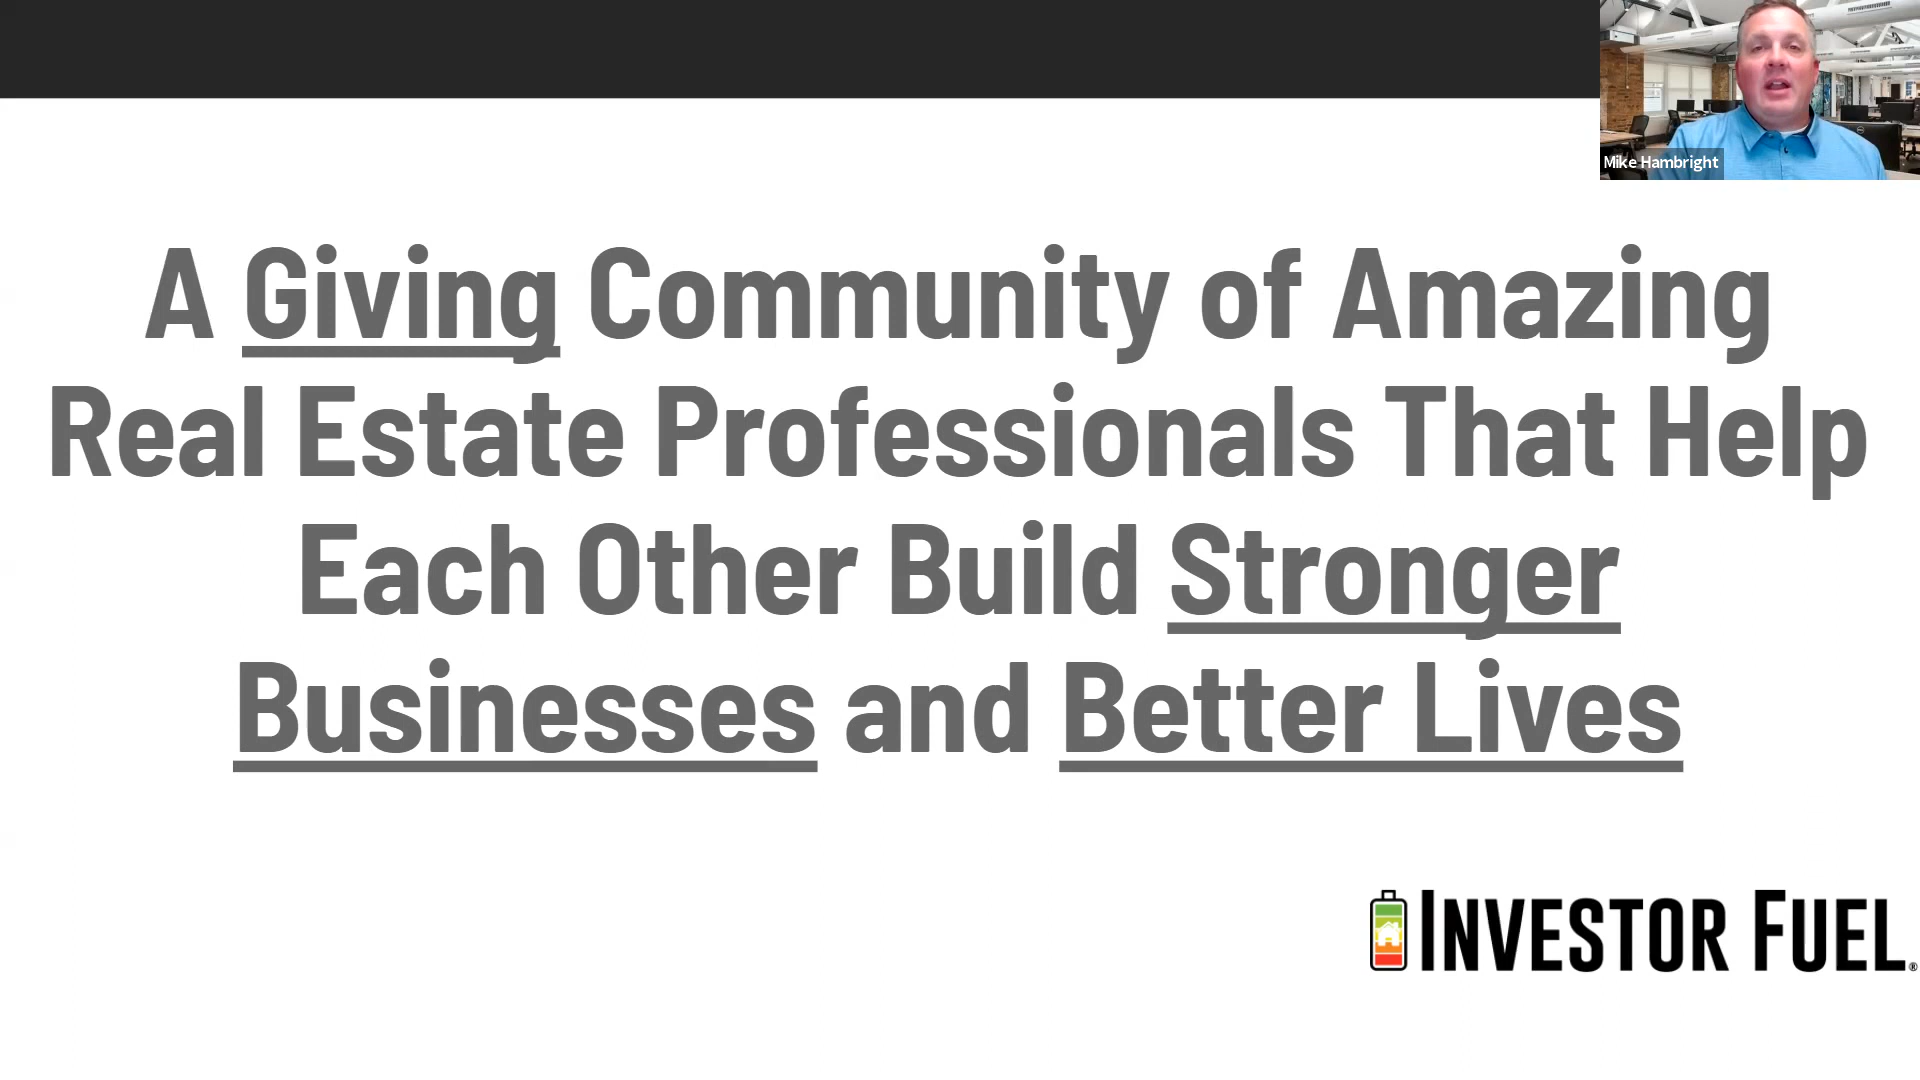 Mike Hambright
A Giving Community of Amazing
Real Estate Professionals That Help
Each Other Build Stronger
Businesses and Better Lives
INVESTOR FUEL®